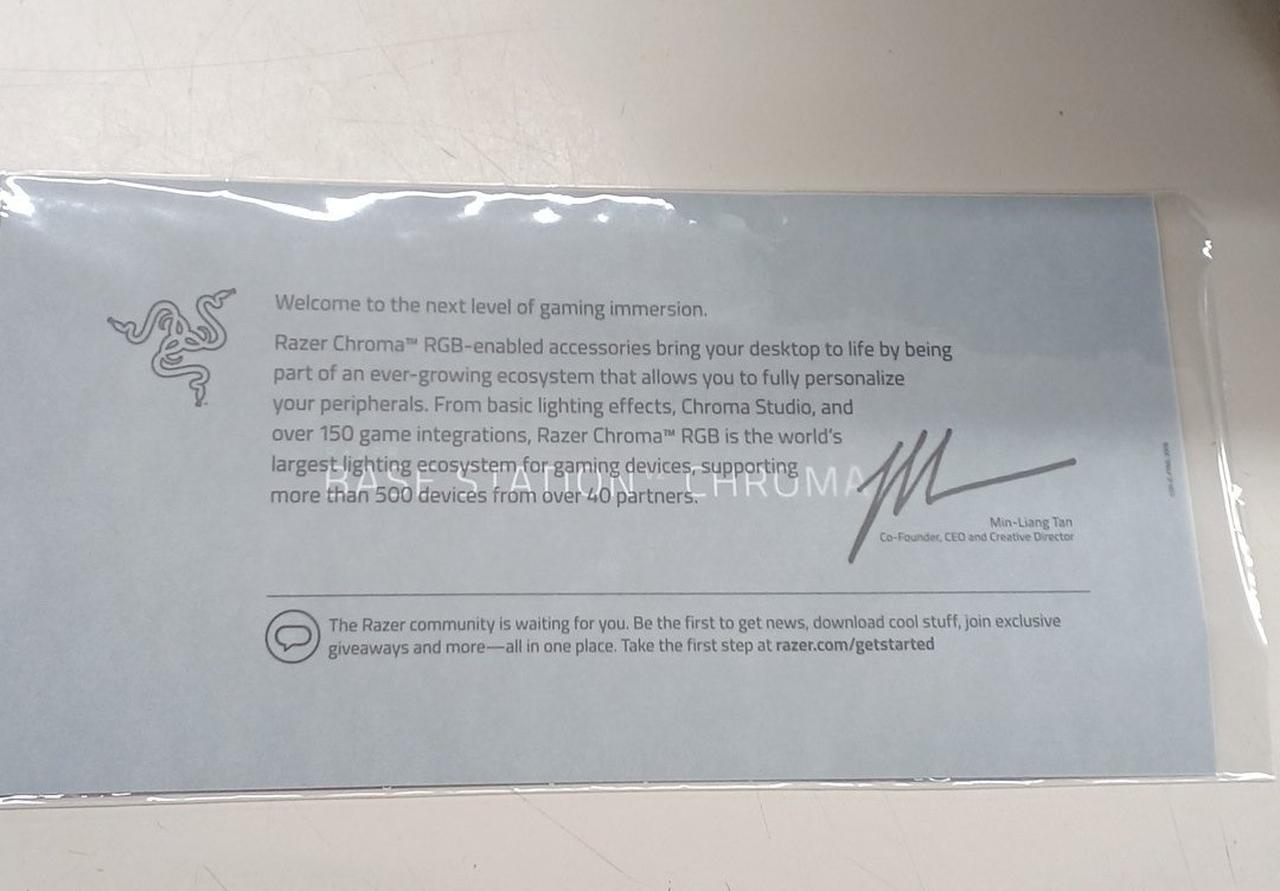 Welcome to the next level of gaming immersion.
Razer Chroma™ RGB-enabled accessories bring your desktop to life by being
part of an ever-growing ecosystem that allows you to fully personalize
your peripherals. From basic lighting effects, Chroma Studio, and
over 150 game integrations, Razer Chroma™ RGB is the world's
largest lighting ecosystem for gaming devices, supporting
more than 500 devices from over 40 partners.
BASE STATION V2 CHROMA
Min-Liang Tan
Co-Founder, CEO and Creative Director
The Razer community is waiting for you. Be the first to get news, download cool stuff, join exclusive
giveaways and more—all in one place. Take the first step at razer.com/getstarted